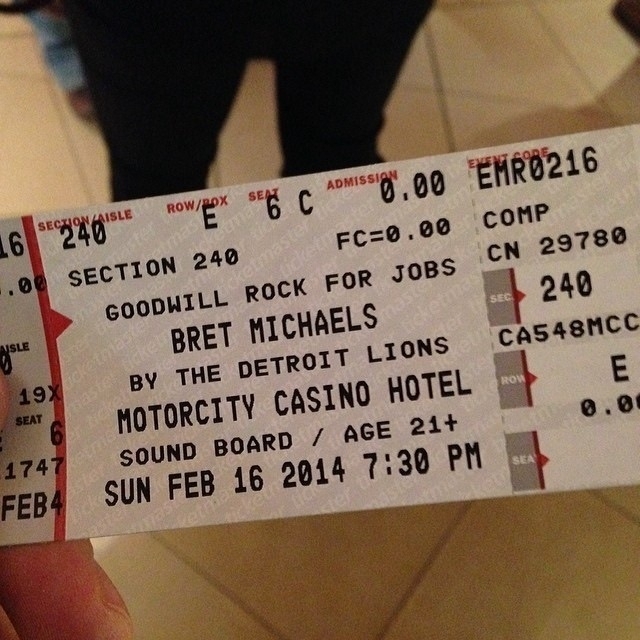 SECTION/AISLE ROW/BOX SEAT ADMISSION EVENT CODE
240 E 6 C 0.00 EMR0216
SECTION 240 FC=0.00 COMP
GOODWILL ROCK FOR JOBS CN 29780
BRET MICHAELS SEC 240
BY THE DETROIT LIONS CA548MCC
MOTORCITY CASINO HOTEL ROW E
SOUND BOARD / AGE 21+ 0.00
SUN FEB 16 2014 7:30 PM SEA
16
.00
AISLE
0
19X
SEAT
6
1747
FEB4